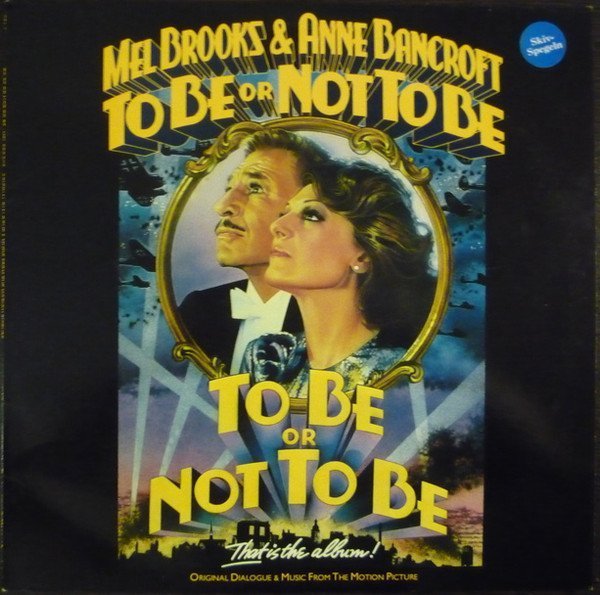 MEL BROOKS & ANNE BANCROFT
TO BE OR NOT TO BE
Skiv-
Spegeln
TO BE
OR
NOT TO BE
That is the album!
ORIGINAL DIALOGUE & MUSIC FROM THE MOTION PICTURE